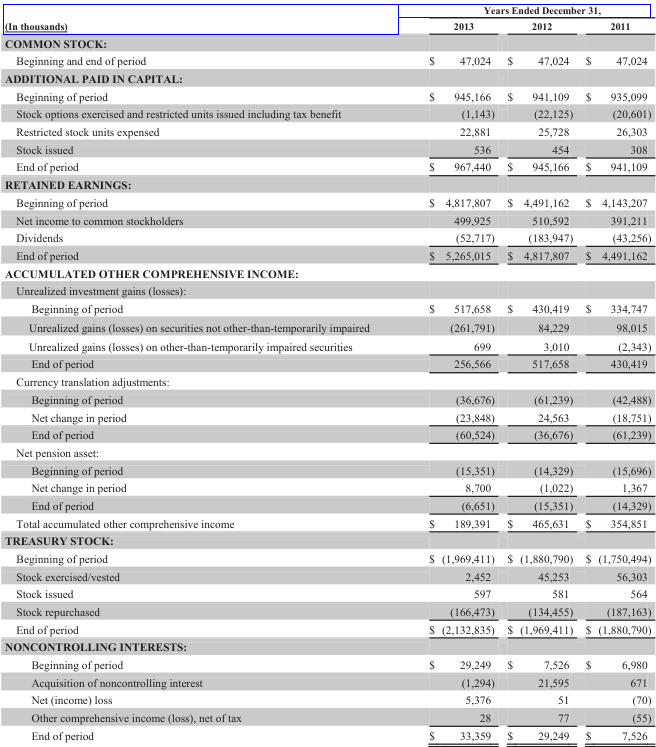 Years Ended December 31,
(In thousands) 2013 2012 2011
COMMON STOCK:
Beginning and end of period $ 47,024 $ 47,024 $ 47,024
ADDITIONAL PAID IN CAPITAL:
Beginning of period $ 945,166 $ 941,109 $ 935,099
Stock options exercised and restricted units issued including tax benefit (1,143) (22,125) (20,601)
Restricted stock units expensed 22,881 25,728 26,303
Stock issued 536 454 308
End of period $ 967,440 $ 945,166 $ 941,109
RETAINED EARNINGS:
Beginning of period $ 4,817,807 $ 4,491,162 $ 4,143,207
Net income to common stockholders 499,925 510,592 391,211
Dividends (52,717) (183,947) (43,256)
End of period $ 5,265,015 $ 4,817,807 $ 4,491,162
ACCUMULATED OTHER COMPREHENSIVE INCOME:
Unrealized investment gains (losses):
Beginning of period $ 517,658 $ 430,419 $ 334,747
Unrealized gains (losses) on securities not other-than-temporarily impaired (261,791) 84,229 98,015
Unrealized gains (losses) on other-than-temporarily impaired securities 699 3,010 (2,343)
End of period 256,566 517,658 430,419
Currency translation adjustments:
Beginning of period (36,676) (61,239) (42,488)
Net change in period (23,848) 24,563 (18,751)
End of period (60,524) (36,676) (61,239)
Net pension asset:
Beginning of period (15,351) (14,329) (15,696)
Net change in period 8,700 (1,022) 1,367
End of period (6,651) (15,351) (14,329)
Total accumulated other comprehensive income $ 189,391 $ 465,631 $ 354,851
TREASURY STOCK:
Beginning of period $ (1,969,411) $ (1,880,790) $ (1,750,494)
Stock exercised/vested 2,452 45,253 56,303
Stock issued 597 581 564
Stock repurchased (166,473) (134,455) (187,163)
End of period $ (2,132,835) $ (1,969,411) $ (1,880,790)
NONCONTROLLING INTERESTS:
Beginning of period $ 29,249 $ 7,526 $ 6,980
Acquisition of noncontrolling interest (1,294) 21,595 671
Net (income) loss 5,376 51 (70)
Other comprehensive income (loss), net of tax 28 77 (55)
End of period $ 33,359 $ 29,249 $ 7,526